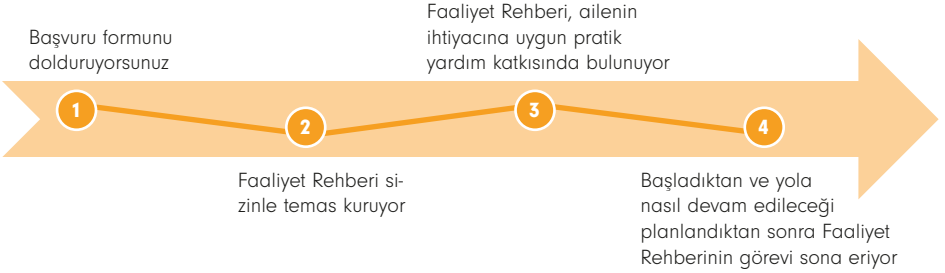 Başvuru formunu
dolduruyorsunuz
1
Faaliyet Rehberi si-
zinle temas kuruyor
2
Faaliyet Rehberi, ailenin
ihtiyacına uygun pratik
yardım katkısında bulunuyor
3
Başladıktan ve yola
nasıl devam edileceği
planlandıktan sonra Faaliyet
Rehberinin görevi sona eriyor
4